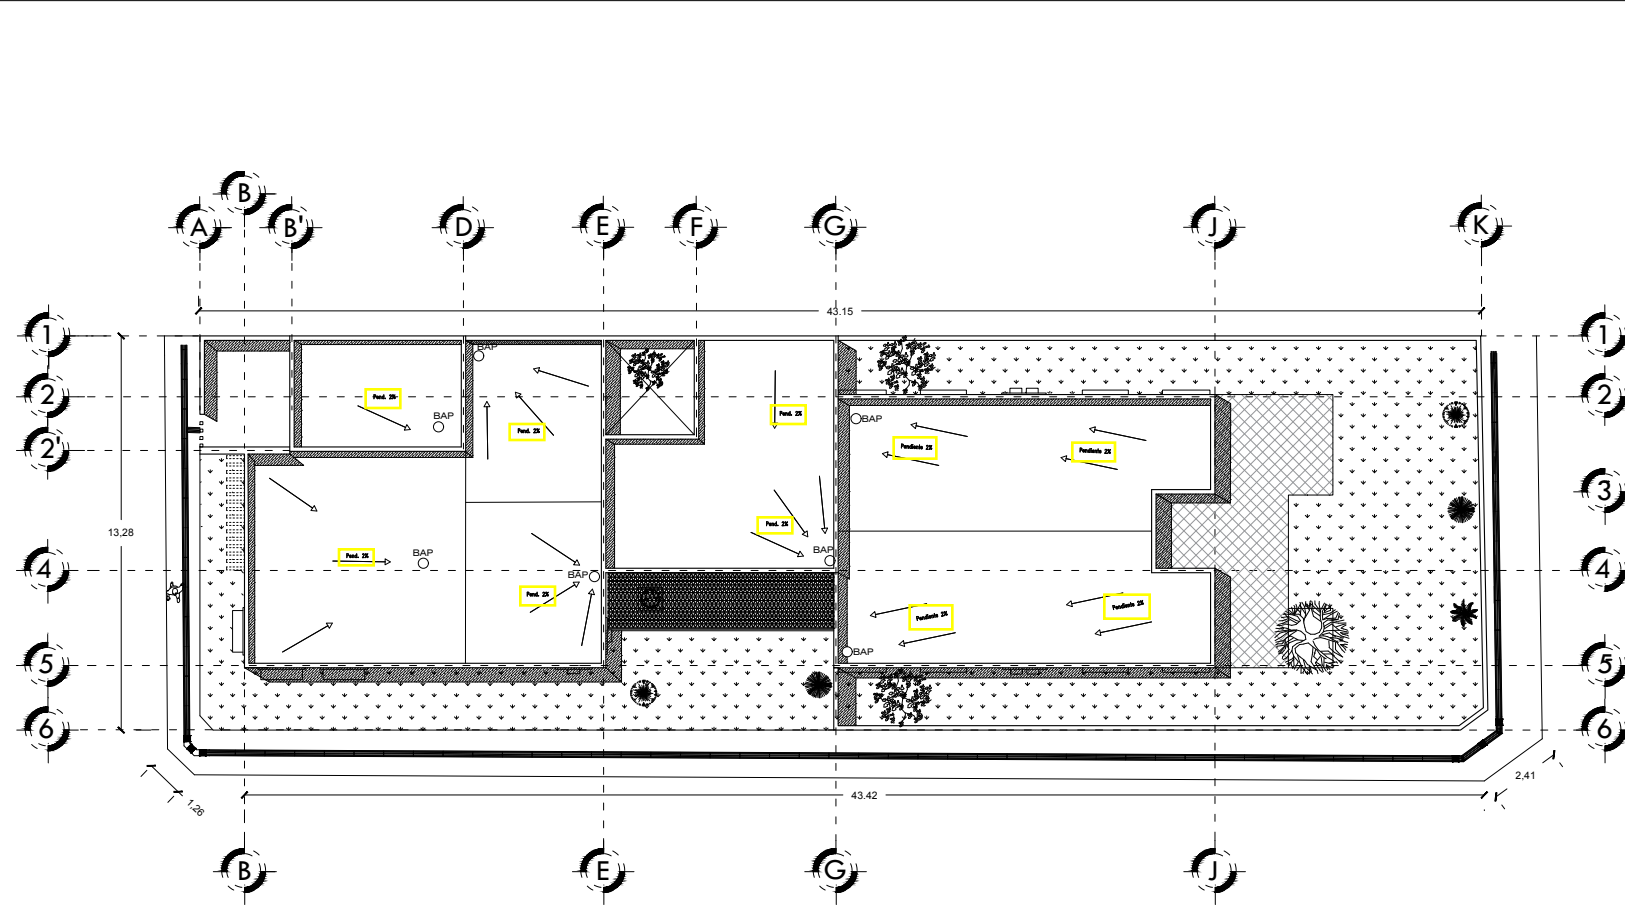 B
A B' D E F G J K
43.15
1 1
BAP
2 2
Pend. 2%
Pend. 2%
BAP
BAP
Pend. 2%
2'
Pendiente 2%
Pendiente 2%
3
13,28
Pend. 2%
BAP
BAP
Pend. 2%
4 4
BAP
Pend. 2%
Pendiente 2%
Pendiente 2%
BAP
5 5
6 6
2,41
43.42
1,26
B E G J